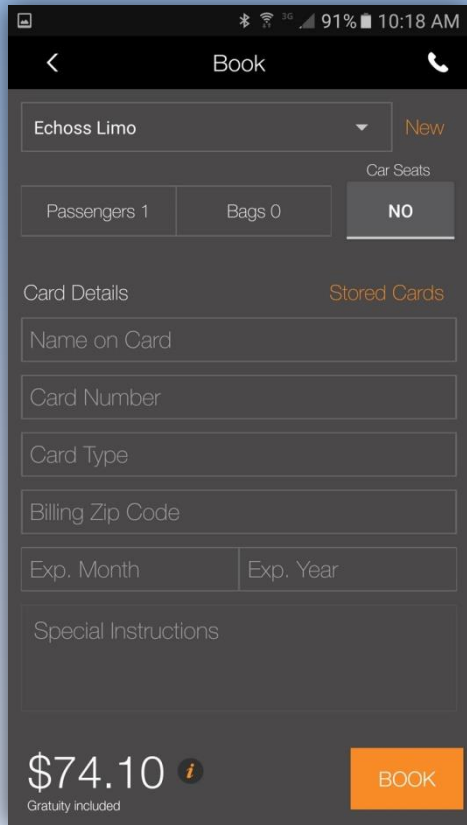 3G 91% 10:18 AM
Book
Echoss Limo New
Car Seats
Passengers 1 Bags 0 NO
Card Details Stored Cards
Name on Card
Card Number
Card Type
Billing Zip Code
Exp. Month Exp. Year
Special Instructions
$74.10 i BOOK
Gratuity included